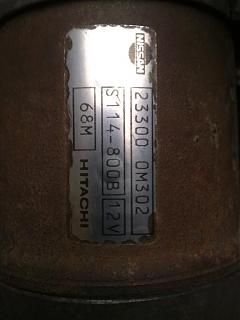 NISSAN
23300 0M302
S114-800B 12V
68M HITACHI